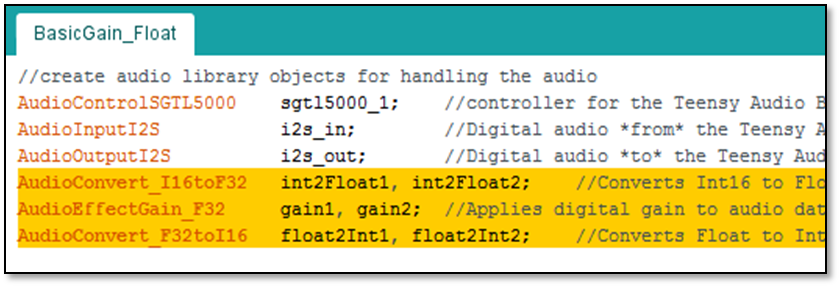 BasicGain_Float
//create audio library objects for handling the audio
AudioControlSGTL5000 sgtl5000_1; //controller for the Teensy Audio B
AudioInputI2S i2s_in; //Digital audio *from* the Teensy A
AudioOutputI2S i2s_out; //Digital audio *to* the Teensy Aud
AudioConvert_I16toF32 int2Float1, int2Float2; //Converts Int16 to Flo
AudioEffectGain_F32 gain1, gain2; //Applies digital gain to audio dat
AudioConvert_F32toI16 float2Int1, float2Int2; //Converts Float to Int